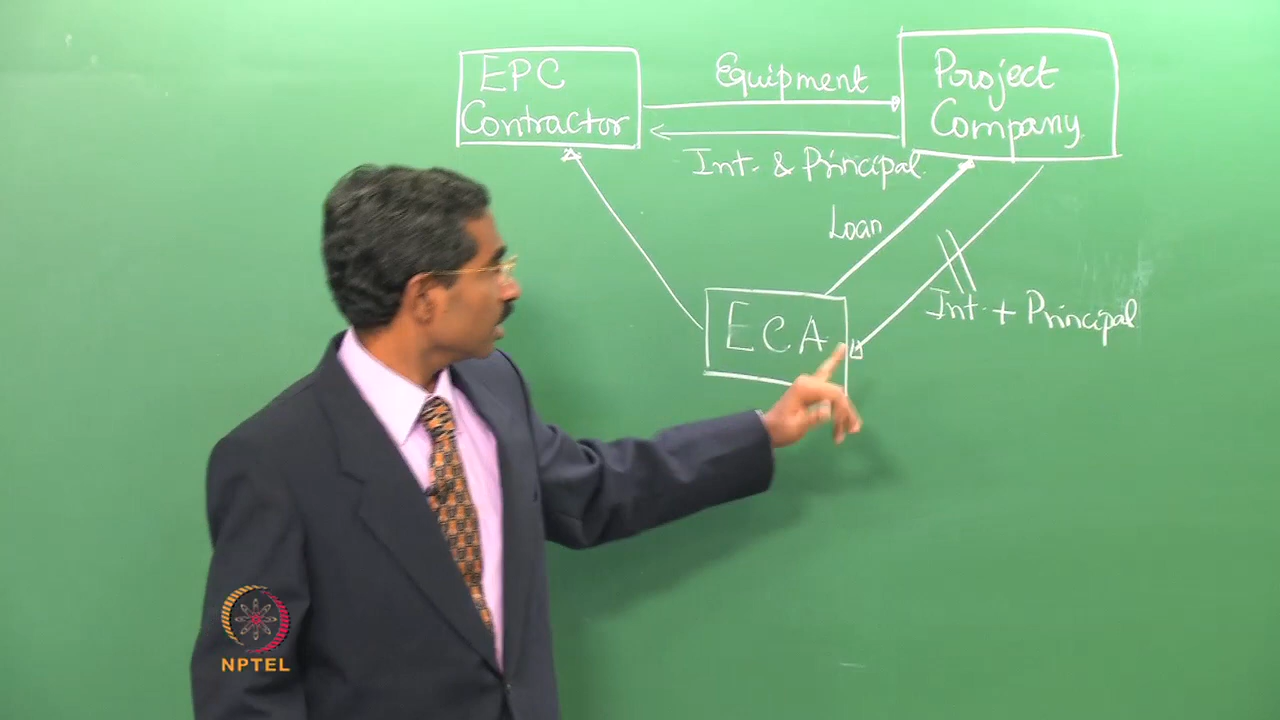 EPC
Contractor
Equipment
Project
Company
Int. & Principal
Loan
ECA
Int. + Principal
NPTEL